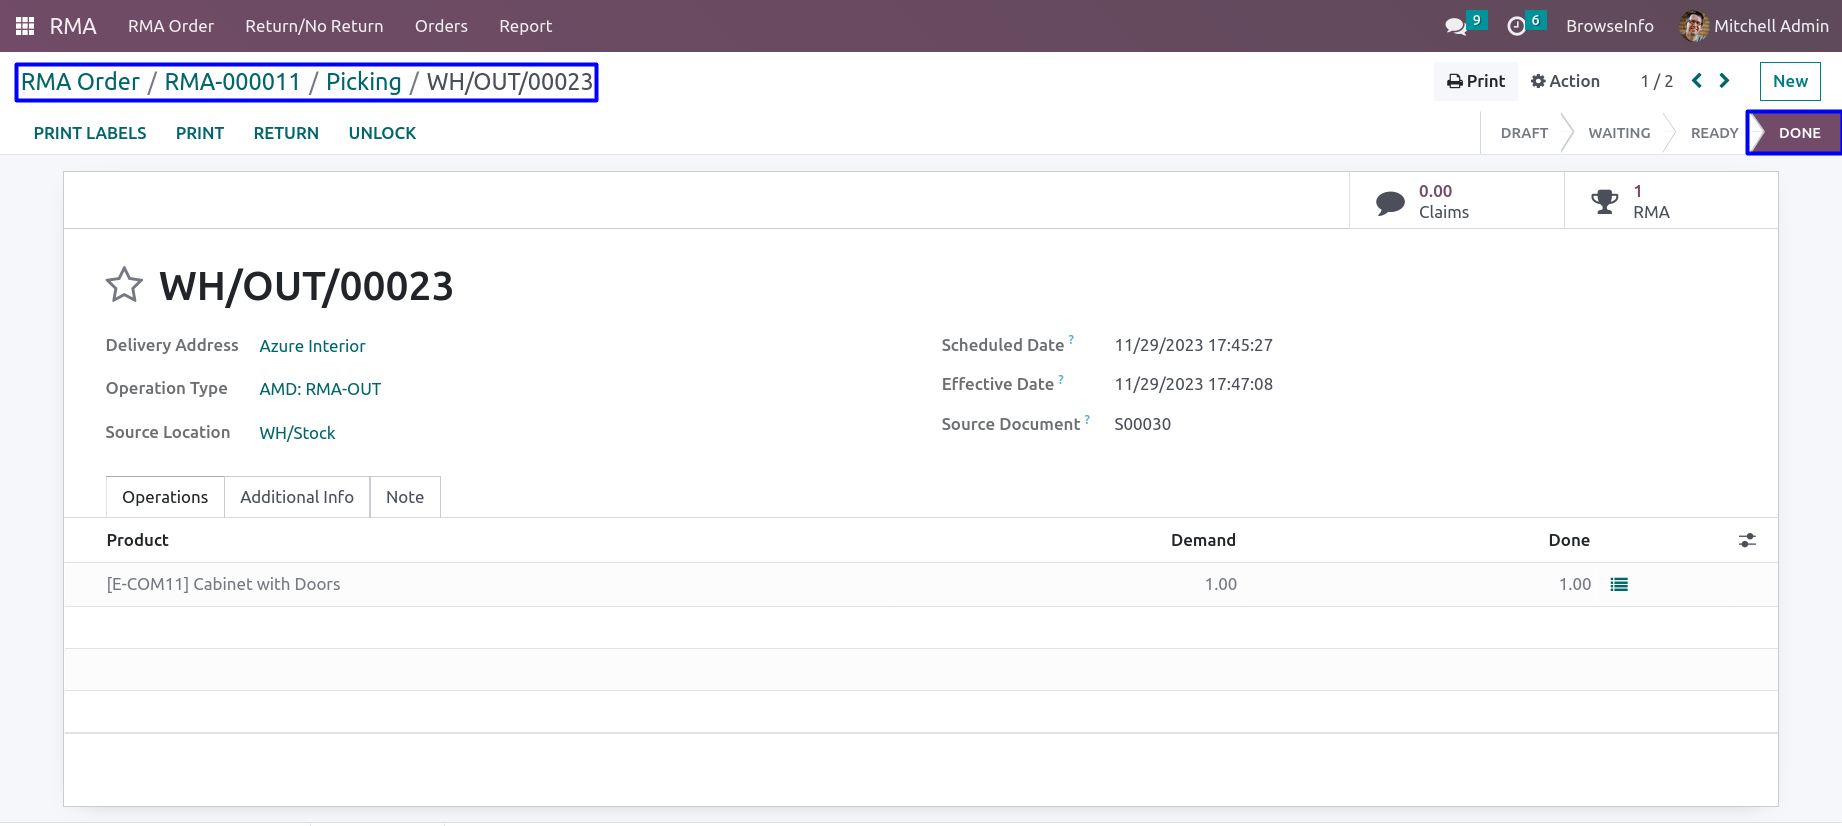 RMA RMA Order Return/No Return Orders Report 9 6 BrowseInfo Mitchell Admin
RMA Order / RMA-000011 / Picking / WH/OUT/00023 Print Action 1 / 2 New
PRINT LABELS PRINT RETURN UNLOCK DRAFT WAITING READY DONE
0.00 1
Claims RMA
WH/OUT/00023
Delivery Address Azure Interior Scheduled Date ? 11/29/2023 17:45:27
Operation Type AMD: RMA-OUT Effective Date ? 11/29/2023 17:47:08
Source Location WH/Stock Source Document ? S00030
Operations Additional Info Note
Product Demand Done
[E-COM11] Cabinet with Doors 1.00 1.00